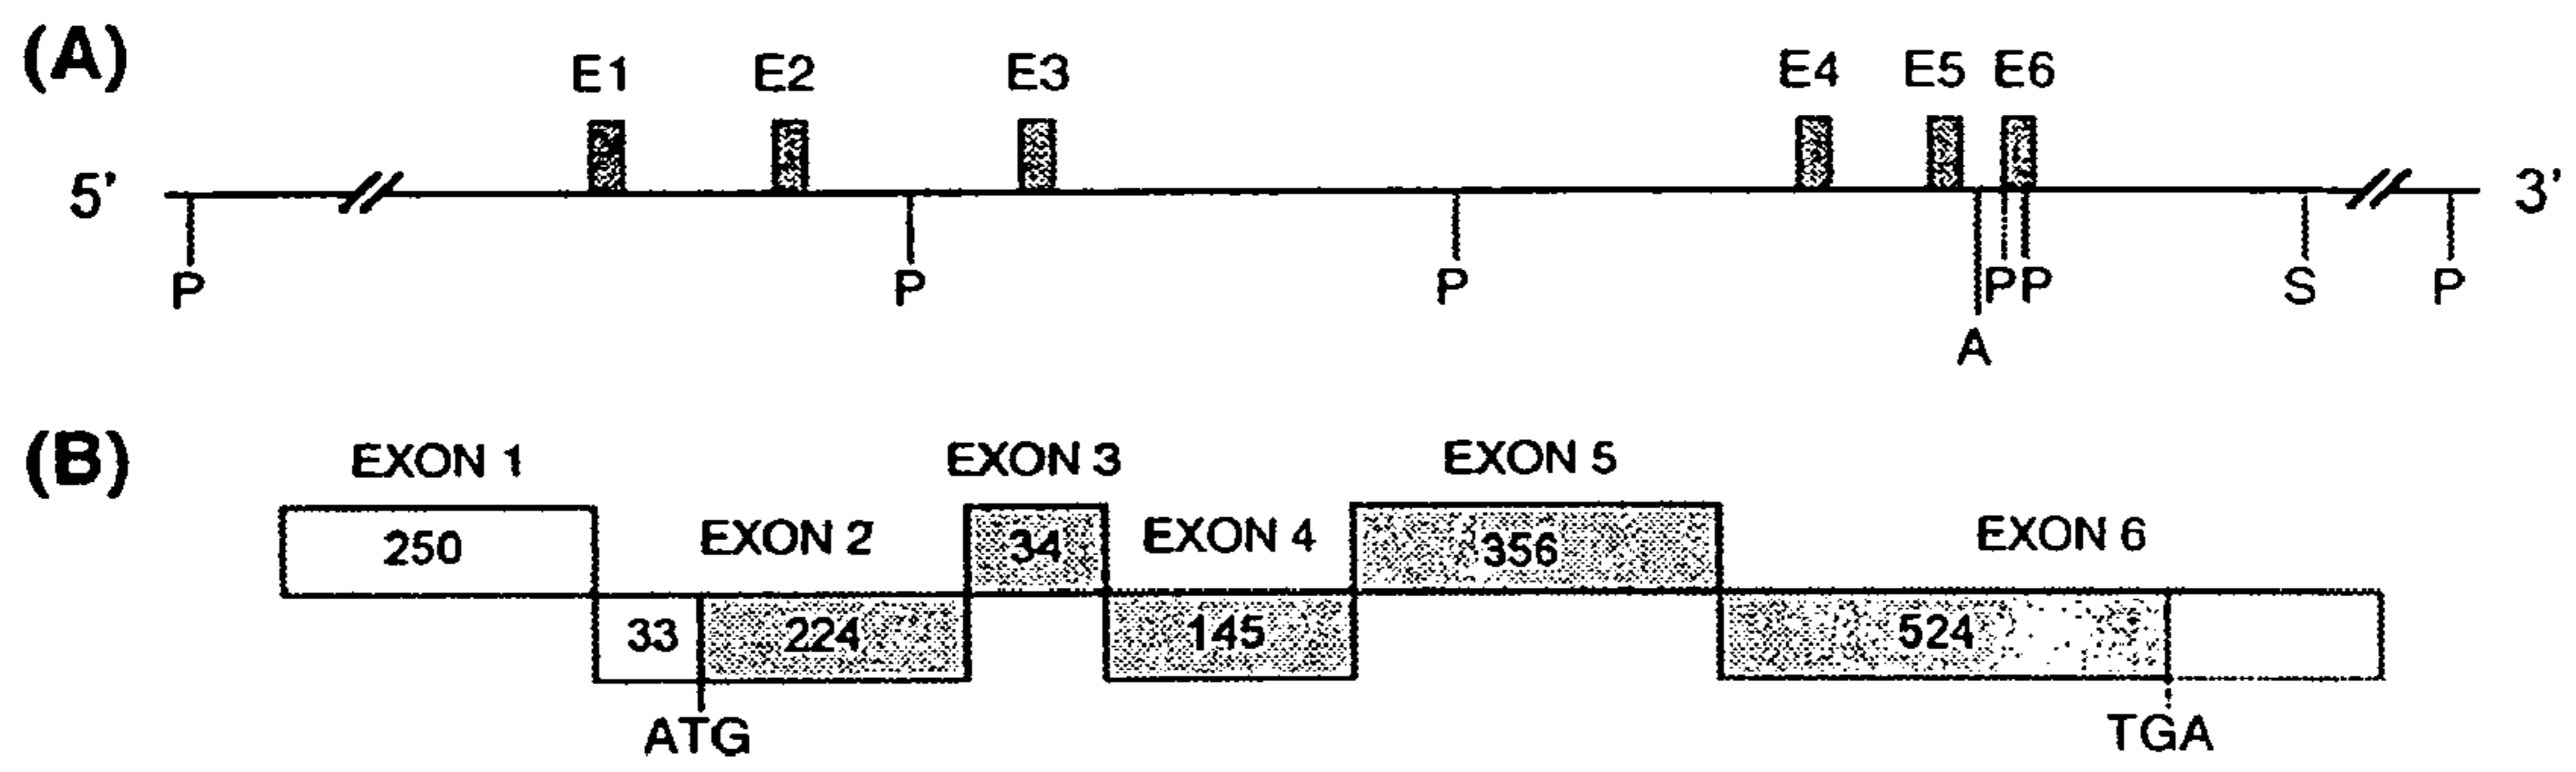 (A)
E1 E2 E3 E4 E5 E6
5' 3'
P P P P P S P
A
(B)
EXON 1 EXON 3 EXON 5
EXON 2 EXON 4 EXON 6
250 34 356
33 224 145 524
ATG TGA